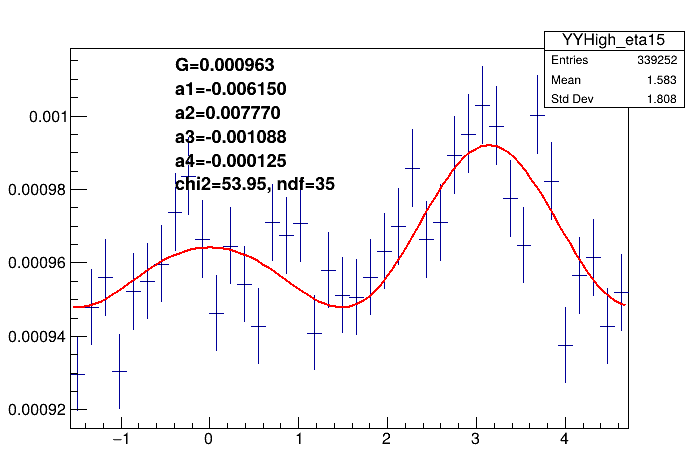 YYHigh_eta15
Entries 339252
Mean 1.583
Std Dev 1.808
G=0.000963
a1=-0.006150
a2=0.007770
a3=-0.001088
a4=-0.000125
chi2=53.95, ndf=35
0.001
0.00098
0.00096
0.00094
0.00092
−1 0 1 2 3 4